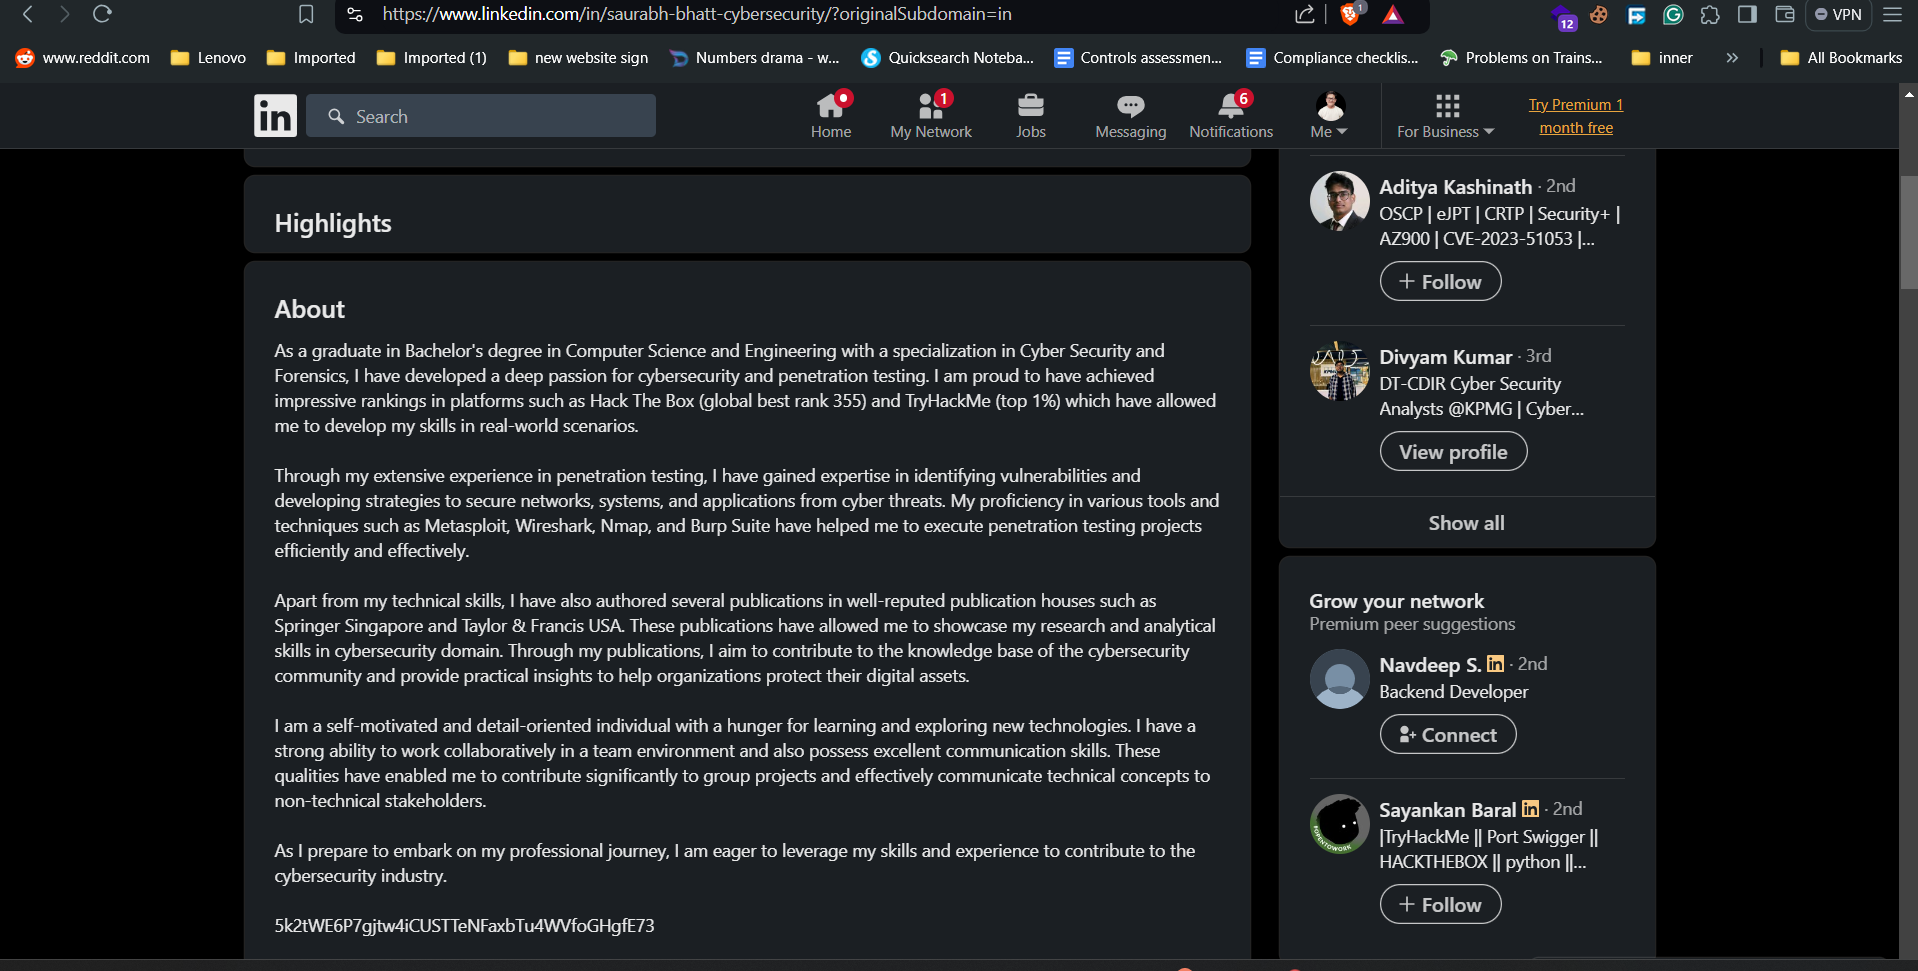 https://www.linkedin.com/in/saurabh-bhatt-cybersecurity/?originalSubdomain=in
1
12
VPN
www.reddit.com
Lenovo
Imported
Imported (1)
new website sign
Numbers drama - w...
Quicksearch Noteba...
Controls assessmen...
Compliance checklis...
Problems on Trains...
inner
»
All Bookmarks
in
Search
Home
1
My Network
Jobs
Messaging
6
Notifications
Me
For Business
Try Premium 1
month free
Highlights
About
As a graduate in Bachelor's degree in Computer Science and Engineering with a specialization in Cyber Security and
Forensics, I have developed a deep passion for cybersecurity and penetration testing. I am proud to have achieved
impressive rankings in platforms such as Hack The Box (global best rank 355) and TryHackMe (top 1%) which have allowed
me to develop my skills in real-world scenarios.
Through my extensive experience in penetration testing, I have gained expertise in identifying vulnerabilities and
developing strategies to secure networks, systems, and applications from cyber threats. My proficiency in various tools and
techniques such as Metasploit, Wireshark, Nmap, and Burp Suite have helped me to execute penetration testing projects
efficiently and effectively.
Apart from my technical skills, I have also authored several publications in well-reputed publication houses such as
Springer Singapore and Taylor & Francis USA. These publications have allowed me to showcase my research and analytical
skills in cybersecurity domain. Through my publications, I aim to contribute to the knowledge base of the cybersecurity
community and provide practical insights to help organizations protect their digital assets.
I am a self-motivated and detail-oriented individual with a hunger for learning and exploring new technologies. I have a
strong ability to work collaboratively in a team environment and also possess excellent communication skills. These
qualities have enabled me to contribute significantly to group projects and effectively communicate technical concepts to
non-technical stakeholders.
As I prepare to embark on my professional journey, I am eager to leverage my skills and experience to contribute to the
cybersecurity industry.
5k2tWE6P7gjtw4iCUSTTeNFaxbTu4WVfoGHgfE73
Aditya Kashinath · 2nd
OSCP | eJPT | CRTP | Security+ |
AZ900 | CVE-2023-51053 |...
+ Follow
Divyam Kumar · 3rd
DT-CDIR Cyber Security
Analysts @KPMG | Cyber...
View profile
Show all
Grow your network
Premium peer suggestions
Navdeep S. in · 2nd
Backend Developer
Connect
Sayankan Baral in · 2nd
|TryHackMe || Port Swigger ||
HACKTHEBOX || python ||...
+ Follow